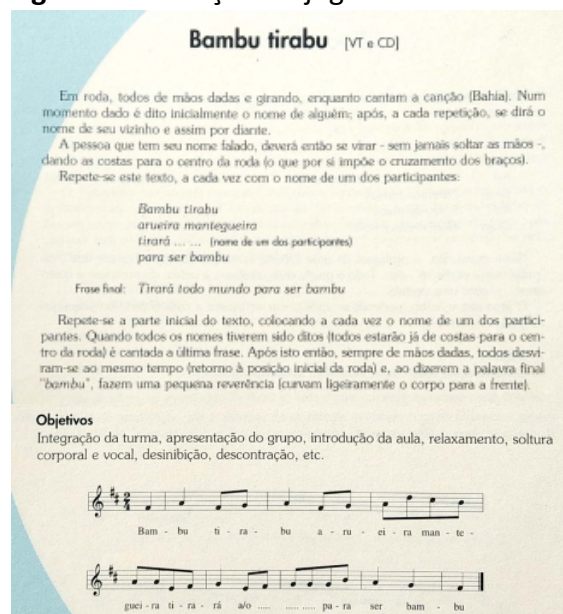 Bambu tirabu [VT e CD]
Em roda, todos de mãos dadas e girando, enquanto cantam a canção (Bahia). Num
momento dado é dito inicialmente o nome de alguém; após, a cada repetição, se dirá o
nome de seu vizinho e assim por diante.
A pessoa que tem seu nome falado, deverá então se virar - sem jamais soltar as mãos -,
dando as costas para o centro da roda (o que por si impõe o cruzamento dos braços).
Repete-se este texto, a cada vez com o nome de um dos participantes:
Bambu tirabu
arueira mantegueira
tirará ... ... (nome de um dos participantes)
para ser bambu
Frase final: Tirará todo mundo para ser bambu
Repete-se a parte inicial do texto, colocando a cada vez o nome de um dos partici-
pantes. Quando todos os nomes tiverem sido ditos (todos estarão já de costas para o cen-
tro da roda) é cantada a última frase. Após isto então, sempre de mãos dadas, todos desvi-
ram-se ao mesmo tempo (retorno à posição inicial da roda) e, ao dizerem a palavra final
"bambu", fazem uma pequena reverência (curvam ligeiramente o corpo para a frente).
Objetivos
Integração da turma, apresentação do grupo, introdução da aula, relaxamento, soltura
corporal e vocal, desinibição, descontração, etc.
Bam - bu ti - ra - bu a - ru - ei - ra man - te -
guei - ra ti - ra - rá a/o ..... ..... pa - ra ser bam - bu